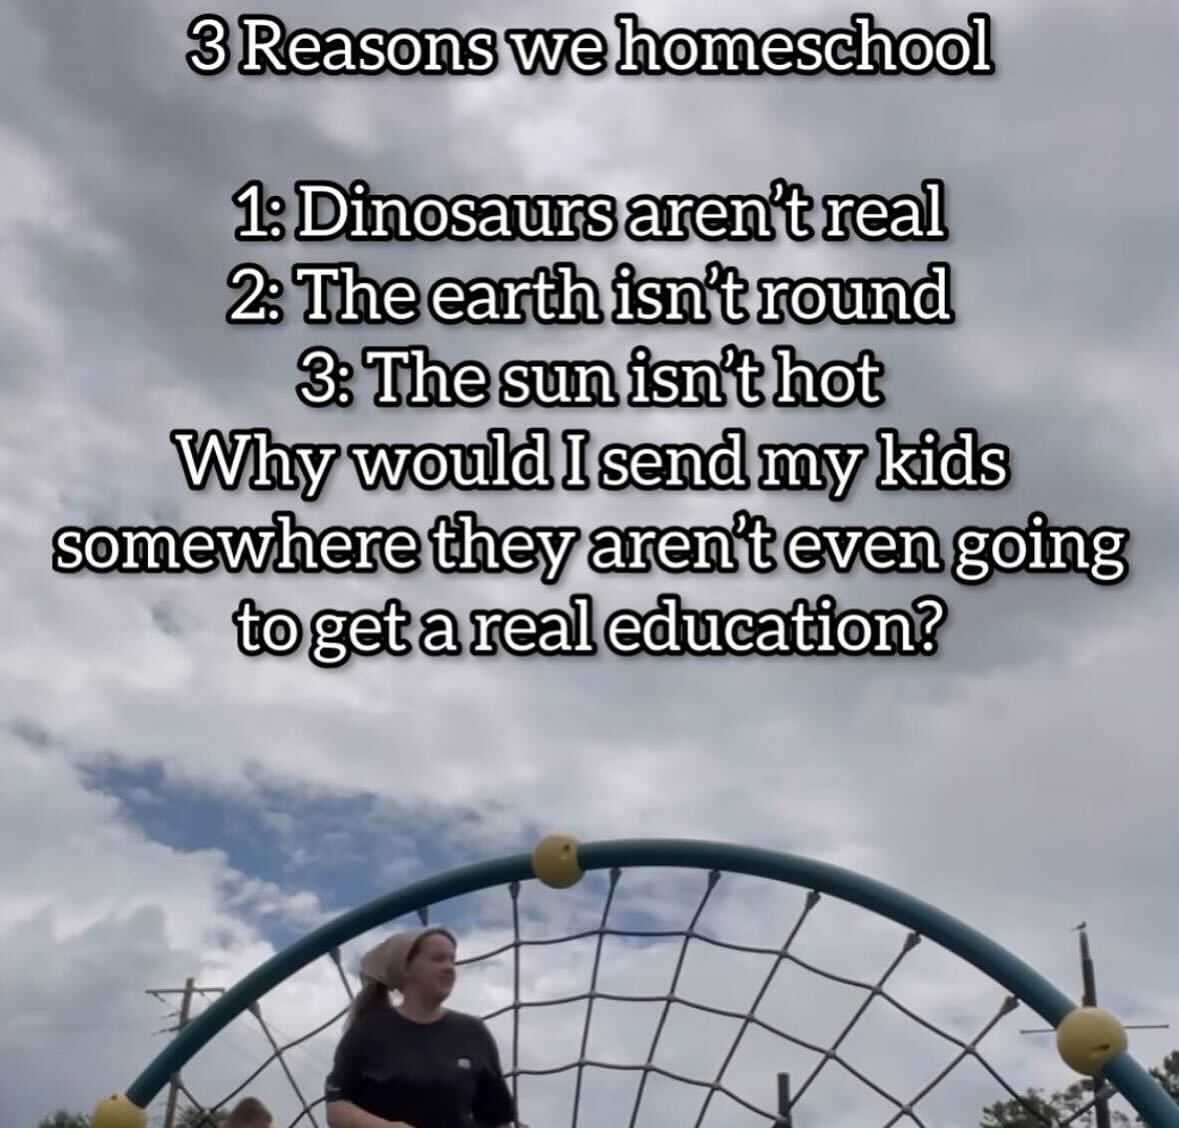 3 Reasons we homeschool
1: Dinosaurs aren't real
2: The earth isn't round
3: The sun isn't hot
Why would I send my kids
somewhere they aren't even going
to get a real education?